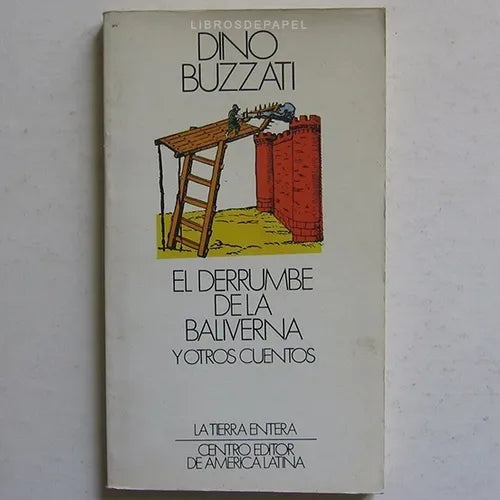 LIBROSDEPAPEL
DINO
BUZZATI
EL DERRUMBE
DE LA
BALIVERNA
Y OTROS CUENTOS
LA TIERRA ENTERA
CENTRO EDITOR
DE AMERICA LATINA